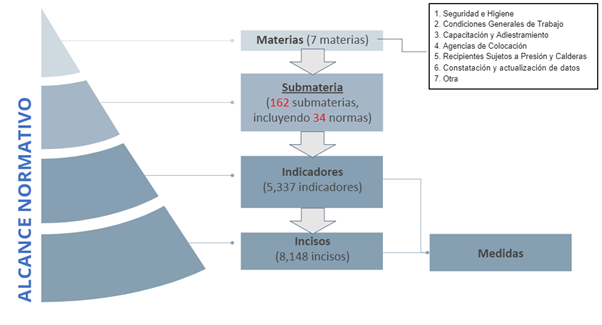 ALCANCE NORMATIVO
Materias (7 materias)
1. Seguridad e Higiene
2. Condiciones Generales de Trabajo
3. Capacitación y Adiestramiento
4. Agencias de Colocación
5. Recipientes Sujetos a Presión y Calderas
6. Constatación y actualización de datos
7. Otra
Submateria
(162 submaterias,
incluyendo 34 normas)
Indicadores
(5,337 indicadores)
Incisos
(8,148 incisos)
Medidas